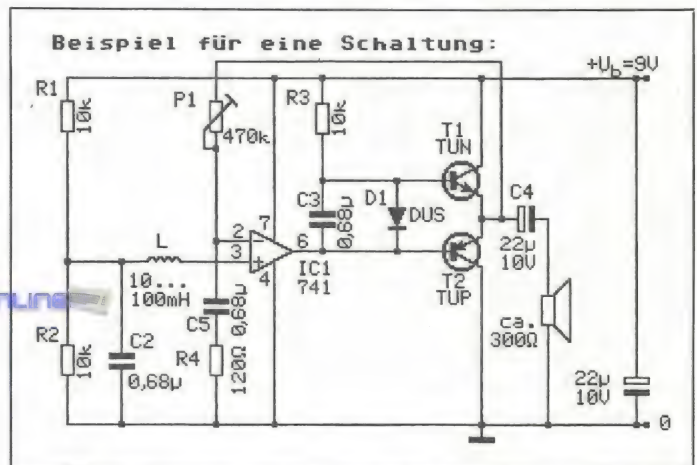 Beispiel für eine Schaltung:
+Ub=9V
R1
10k
P1
470k
R3
10k
T1
TUN
C3
0,68µ
D1
DUS
C4
22µ
10V
2
7
3
6
4
IC1
741
L
10...
100mH
T2
TUP
ca.
300Ω
R2
10k
C2
0,68µ
C5
0,68µ
R4
120Ω
22µ
10V
0